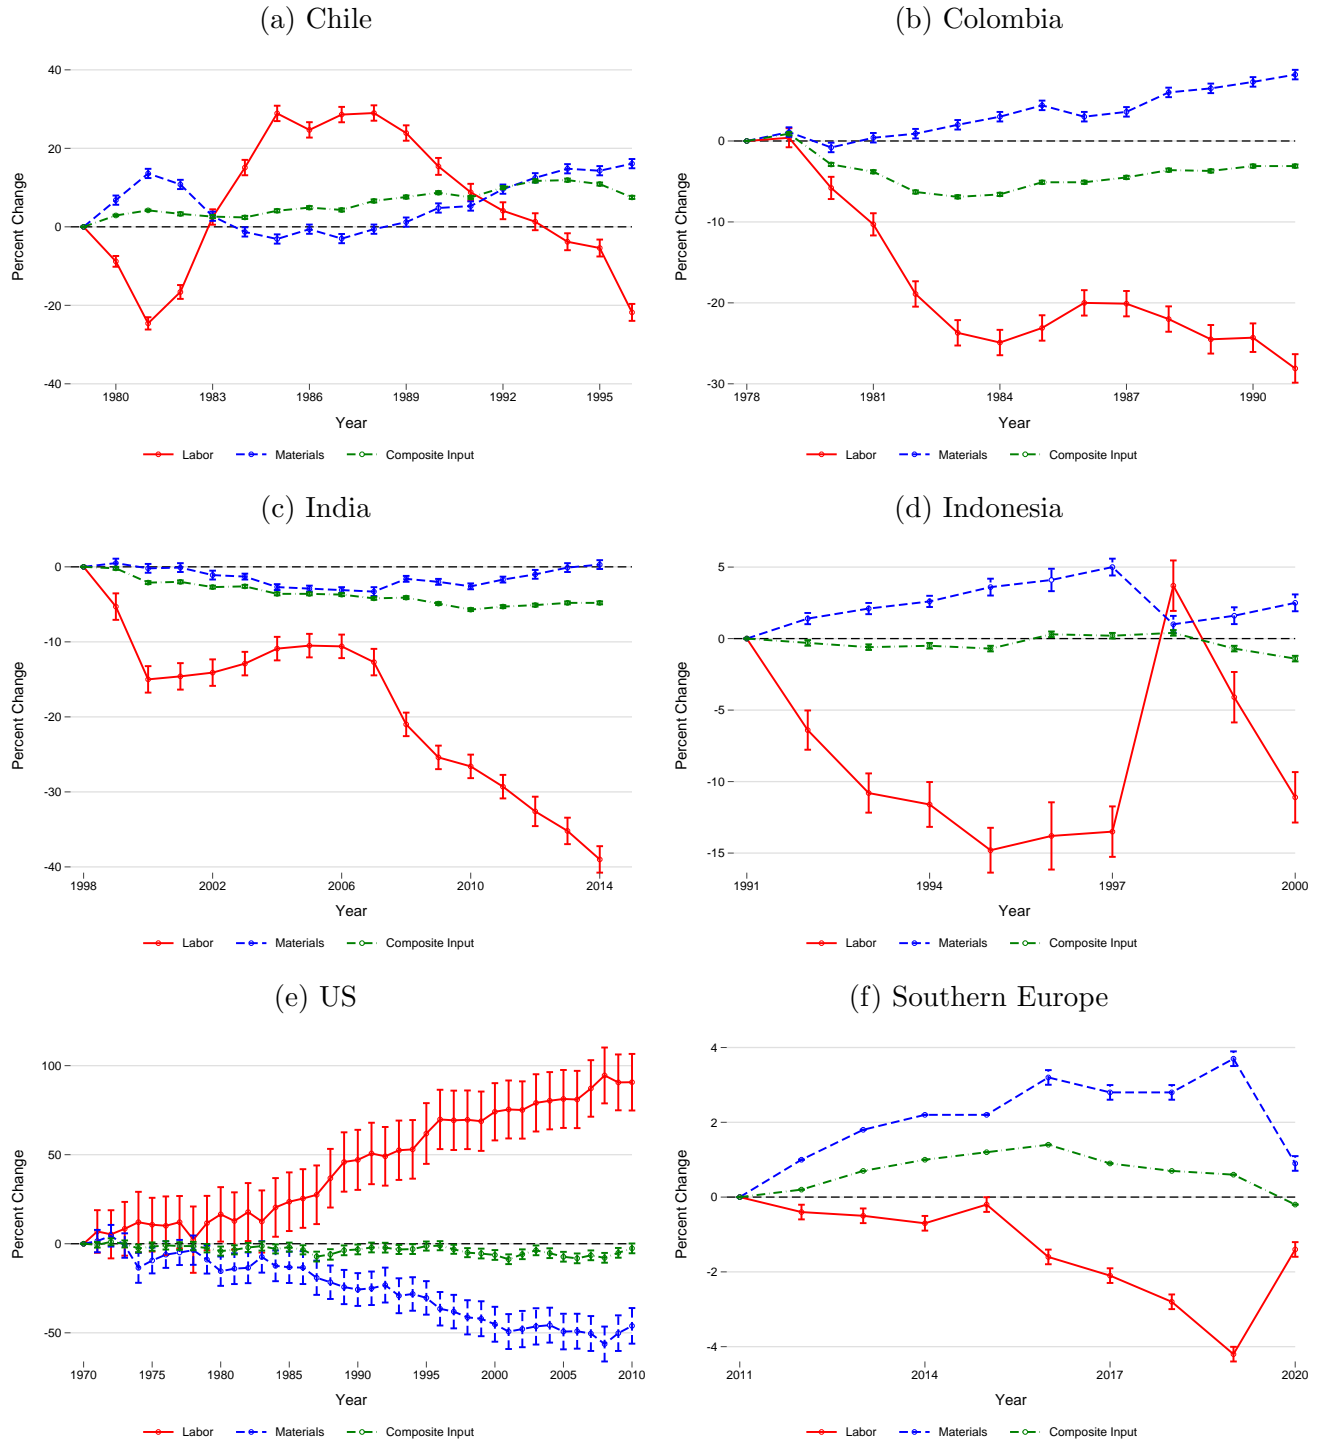 (a) Chile
40
20
0
-20
-40
Percent Change
1980 1983 1986 1989 1992 1995
Year
Labor Materials Composite Input
(b) Colombia
0
-10
-20
-30
Percent Change
1978 1981 1984 1987 1990
Year
Labor Materials Composite Input
(c) India
0
-10
-20
-30
-40
Percent Change
1998 2002 2006 2010 2014
Year
Labor Materials Composite Input
(d) Indonesia
5
0
-5
-10
-15
Percent Change
1991 1994 1997 2000
Year
Labor Materials Composite Input
(e) US
100
50
0
-50
Percent Change
1970 1975 1980 1985 1990 1995 2000 2005 2010
Year
Labor Materials Composite Input
(f) Southern Europe
4
2
0
-2
-4
Percent Change
2011 2014 2017 2020
Year
Labor Materials Composite Input